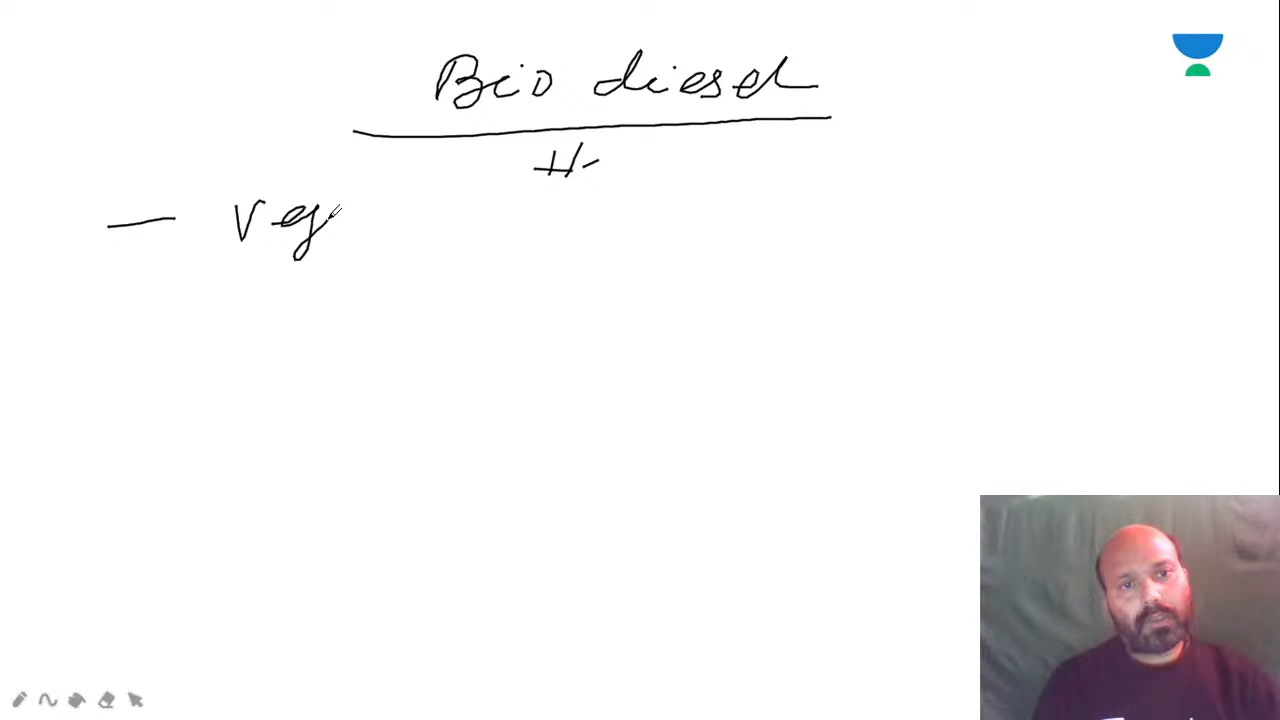 Bio diesel
— Veg